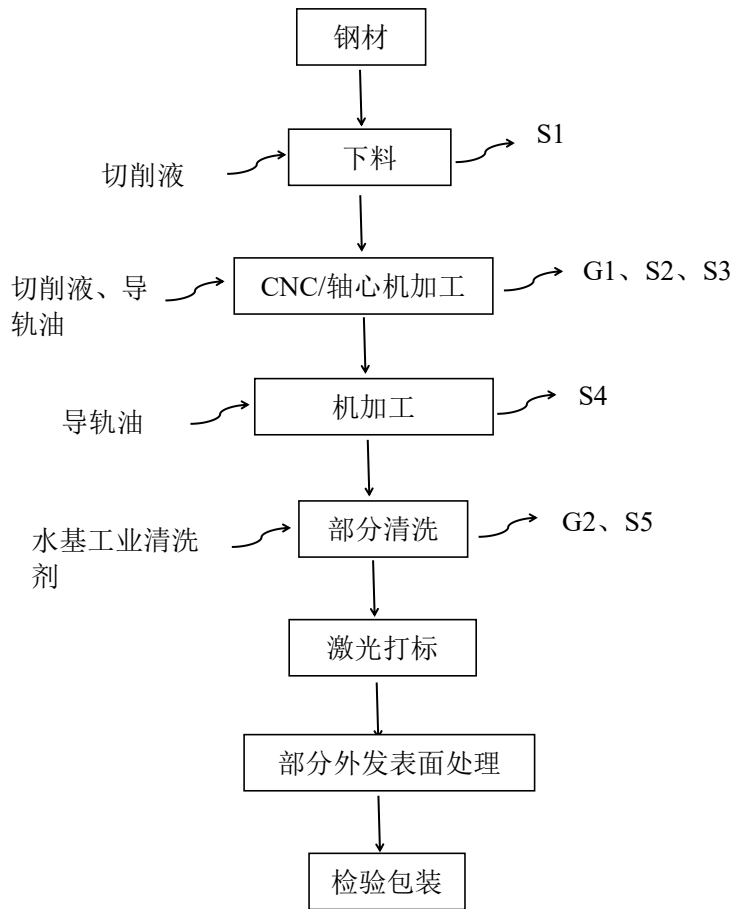 钢材
下料
S1
切削液
CNC/轴心机加工
G1、S2、S3
切削液、导
轨油
机加工
S4
导轨油
部分清洗
G2、S5
水基工业清洗
剂
激光打标
部分外发表面处理
检验包装